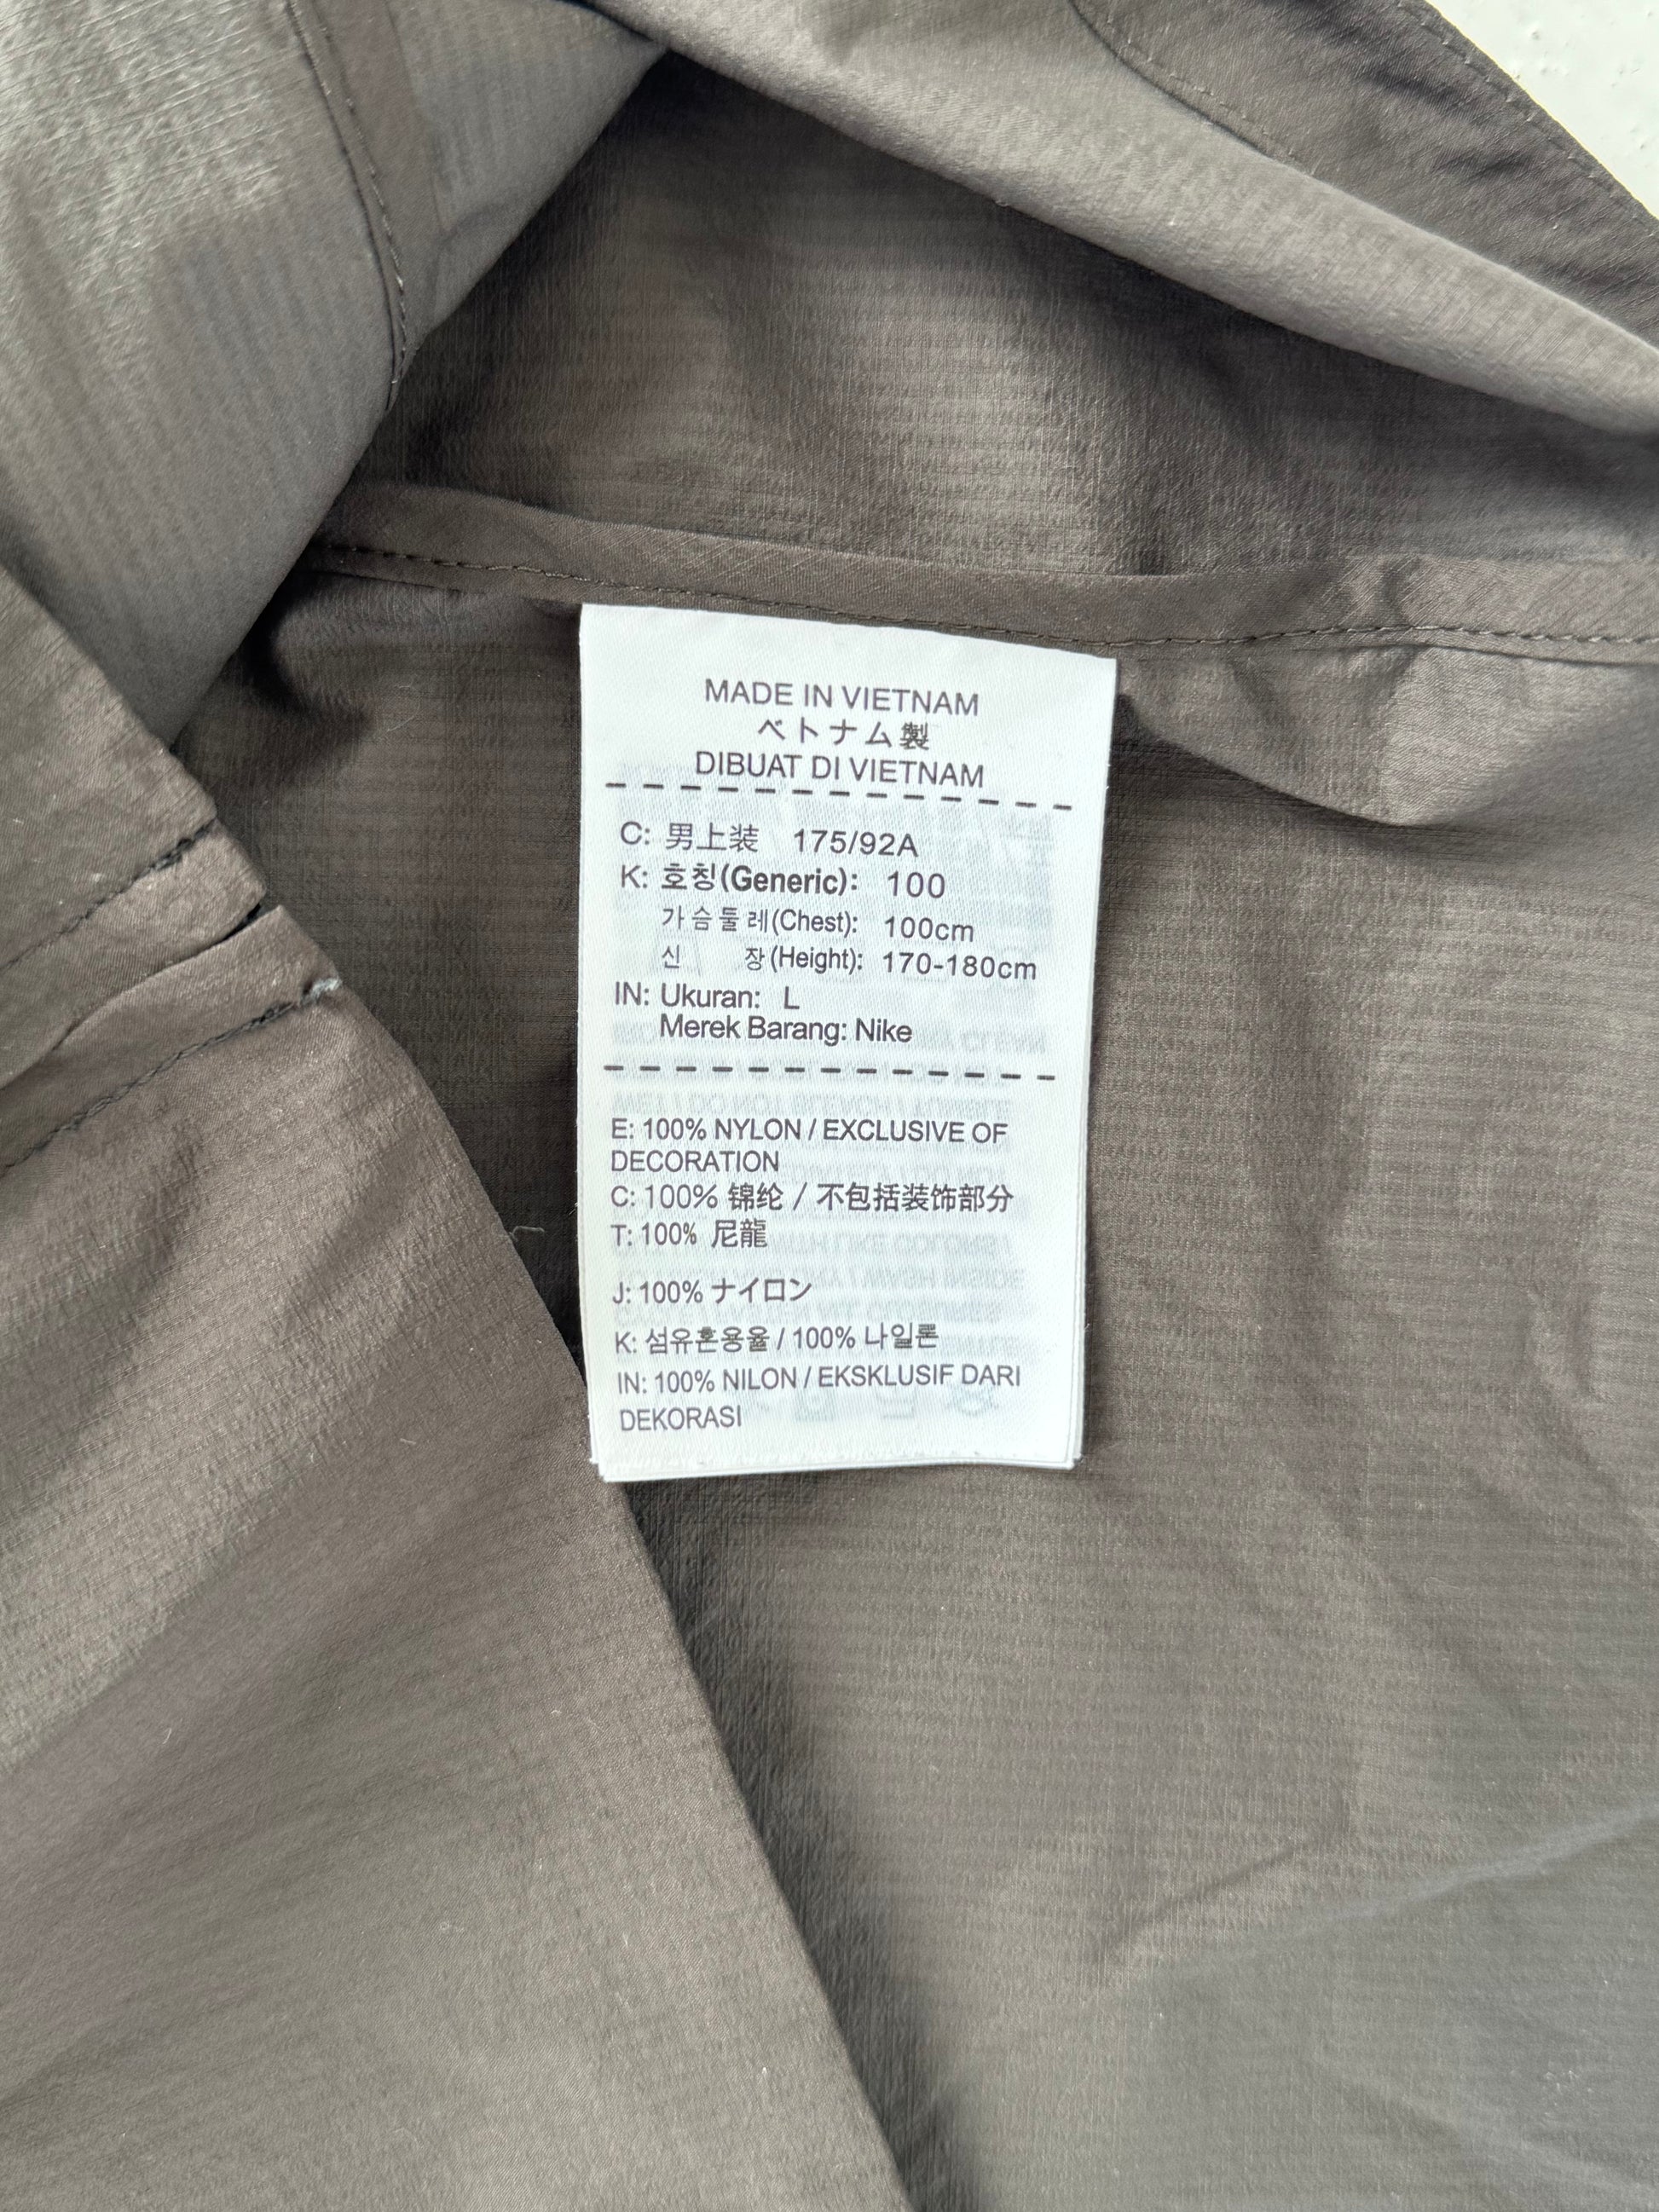 MADE IN VIETNAM
ベトナム製
DIBUAT DI VIETNAM
C: 男上装 175/92A
K: 호칭(Generic): 100
가슴둘레(Chest): 100cm
신 장(Height): 170-180cm
IN: Ukuran: L
Merek Barang: Nike
E: 100% NYLON / EXCLUSIVE OF
DECORATION
C: 100% 锦纶 / 不包括装饰部分
T: 100% 尼龍
J: 100% ナイロン
K: 섬유혼용율 / 100% 나일론
IN: 100% NILON / EKSKLUSIF DARI
DEKORASI